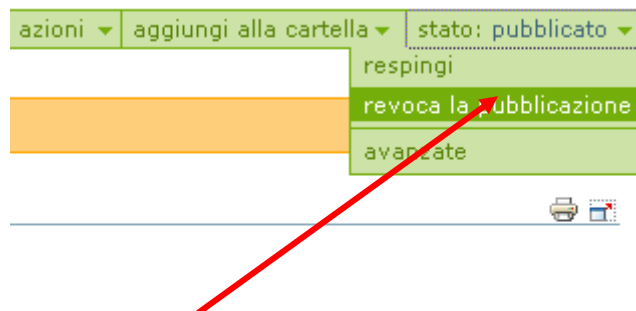 azioni aggiungi alla cartella stato: pubblicato
respingi
revoca la pubblicazione
avanzate